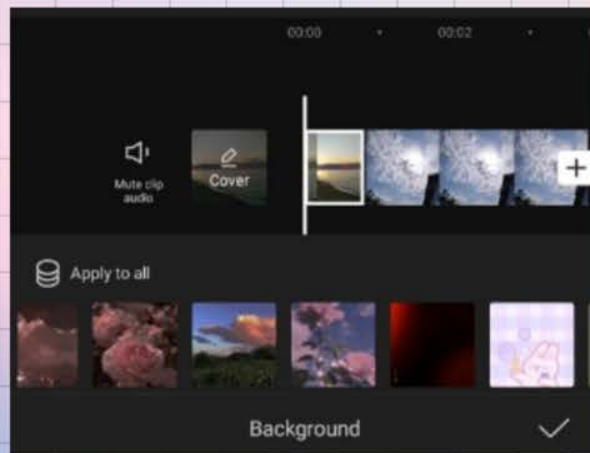 00:00
00:02
Mute clip
audio
Cover
Apply to all
Background